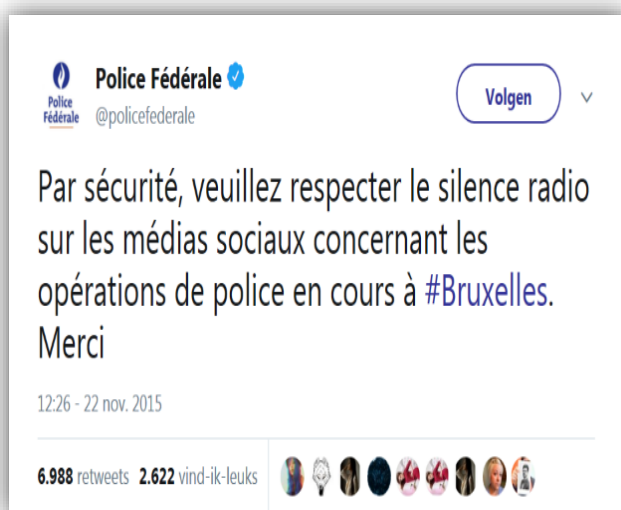 Police Fédérale
@policefederale
Police
Fédérale
Volgen
Par sécurité, veuillez respecter le silence radio
sur les médias sociaux concernant les
opérations de police en cours à #Bruxelles.
Merci
12:26 - 22 nov. 2015
6.988 retweets 2.622 vind-ik-leuks